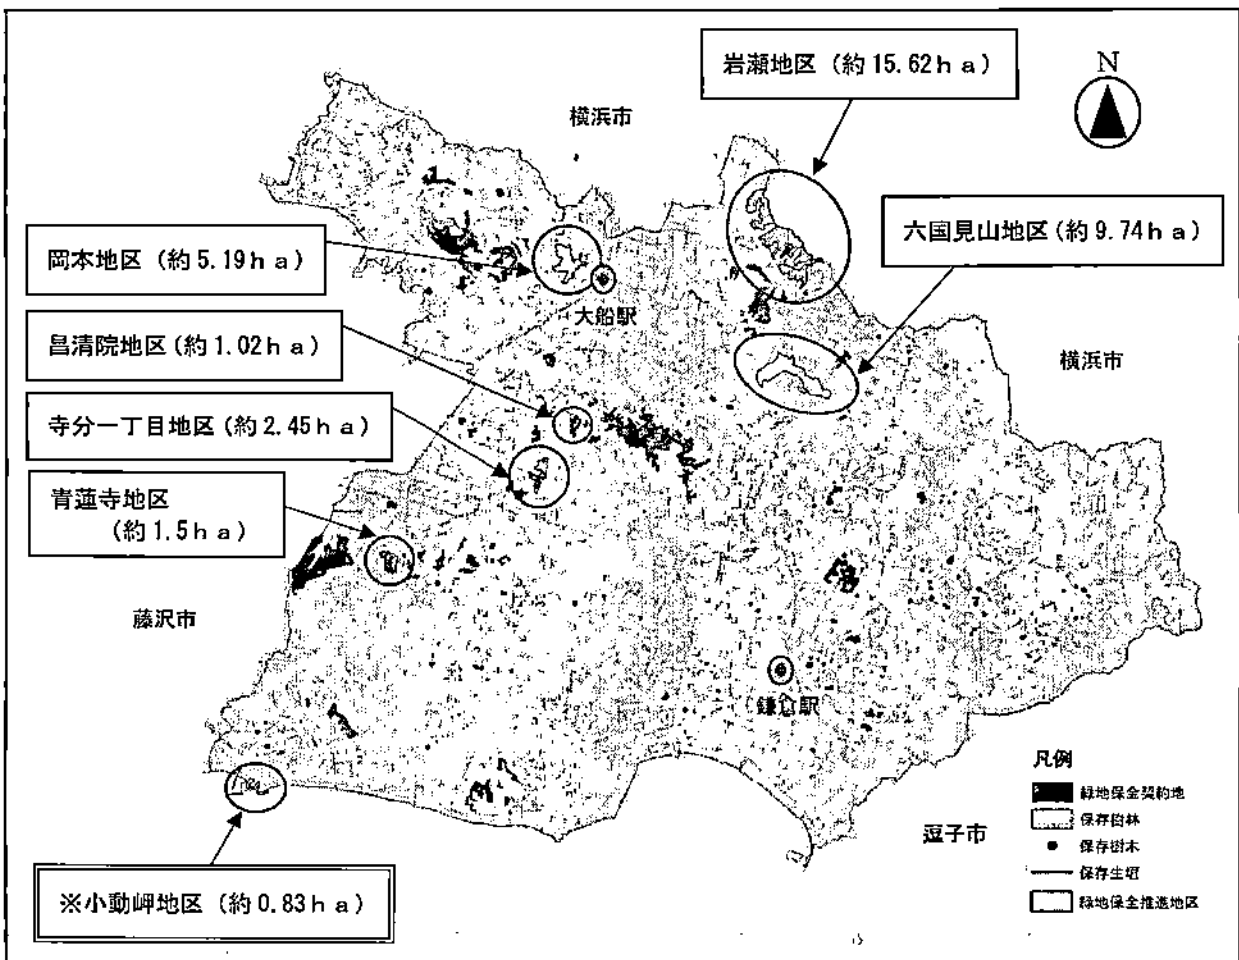 岩瀬地区 (約15.62ha)
N
横浜市
六国見山地区(約9.74ha)
岡本地区 (約5.19ha)
大船駅
昌清院地区(約1.02ha)
横浜市
寺分一丁目地区(約2.45ha)
青蓮寺地区
(約1.5ha)
藤沢市
鎌倉駅
凡例
緑地保全契約地
保存樹林
逗子市
保存樹木
保存生垣
緑地保全推進地区
※小動岬地区 (約0.83ha)